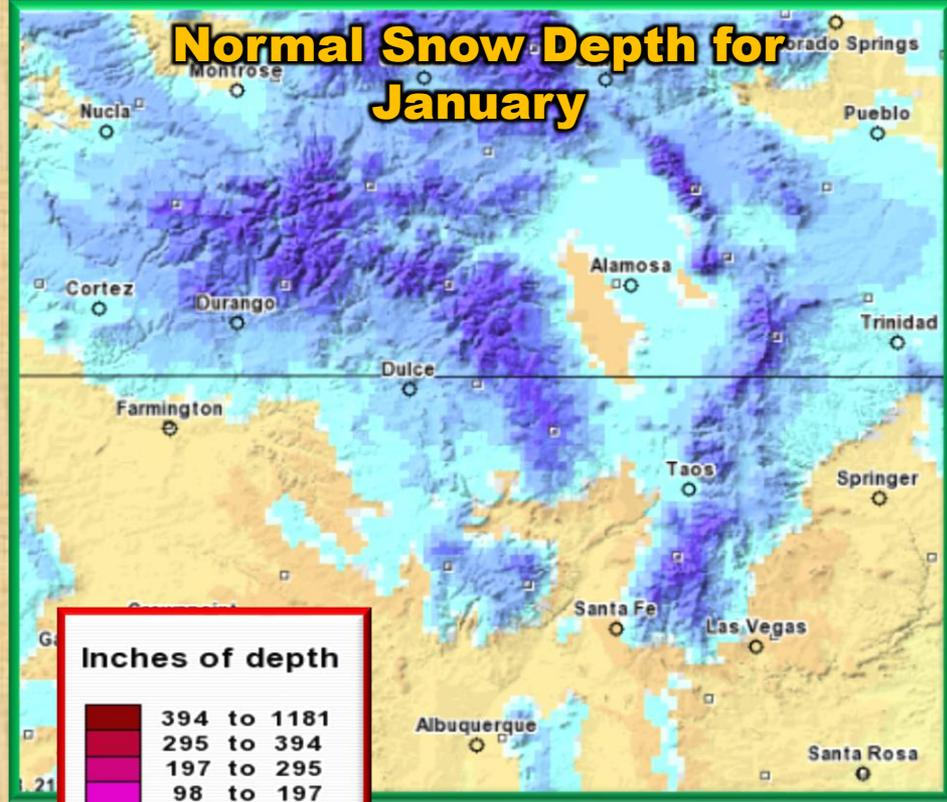 Normal Snow Depth for
January
Montrose
Nucla
Pueblo
Alamosa
Cortez
Durango
Trinidad
Dulce
Farmington
Taos
Springer
Santa Fe
Las Vegas
Albuquerque
Santa Rosa
Inches of depth
394 to 1181
295 to 394
197 to 295
98 to 197